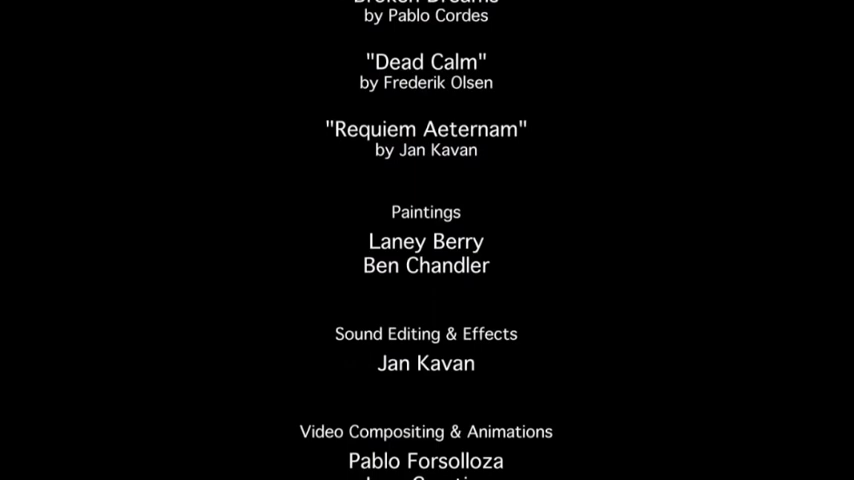 by Pablo Cordes
"Dead Calm"
by Frederik Olsen
"Requiem Aeternam"
by Jan Kavan
Paintings
Laney Berry
Ben Chandler
Sound Editing & Effects
Jan Kavan
Video Compositing & Animations
Pablo Forsolloza